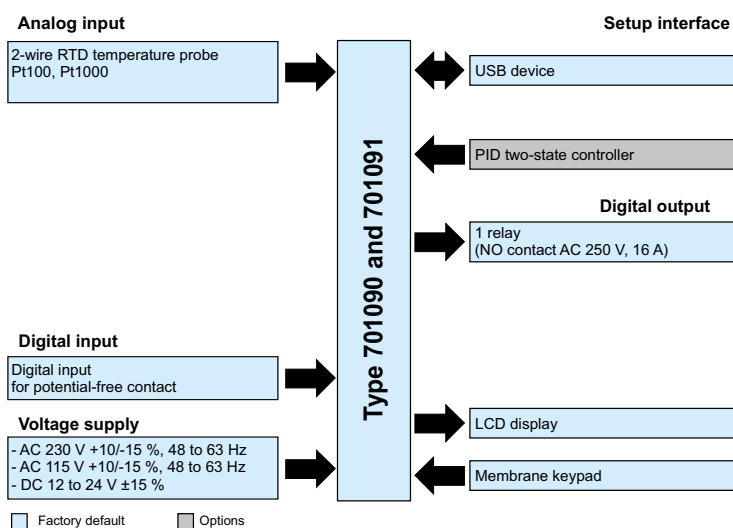 Analog input
2-wire RTD temperature probe
Pt100, Pt1000
Digital input
Digital input
for potential-free contact
Voltage supply
- AC 230 V +10/-15 %, 48 to 63 Hz
- AC 115 V +10/-15 %, 48 to 63 Hz
- DC 12 to 24 V ±15 %
Type 701090 and 701091
Setup interface
USB device
PID two-state controller
Digital output
1 relay
(NO contact AC 250 V, 16 A)
LCD display
Membrane keypad
Factory default
Options